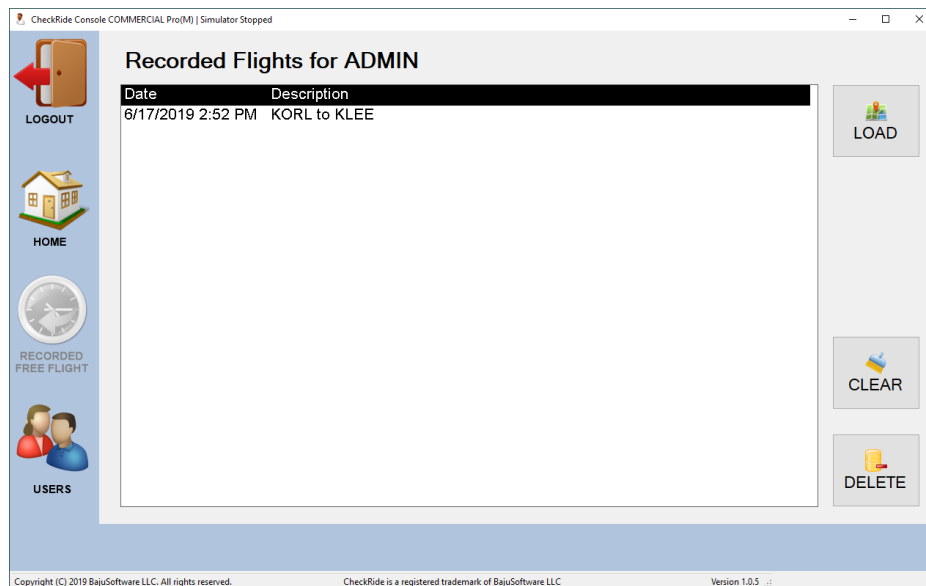 CheckRide Console COMMERCIAL Pro(M) | Simulator Stopped
LOGOUT
HOME
RECORDED
FREE FLIGHT
USERS
Recorded Flights for ADMIN
Date Description
6/17/2019 2:52 PM KORL to KLEE
LOAD
CLEAR
DELETE
Copyright (C) 2019 BajuSoftware LLC. All rights reserved. CheckRide is a registered trademark of BajuSoftware LLC Version 1.0.5